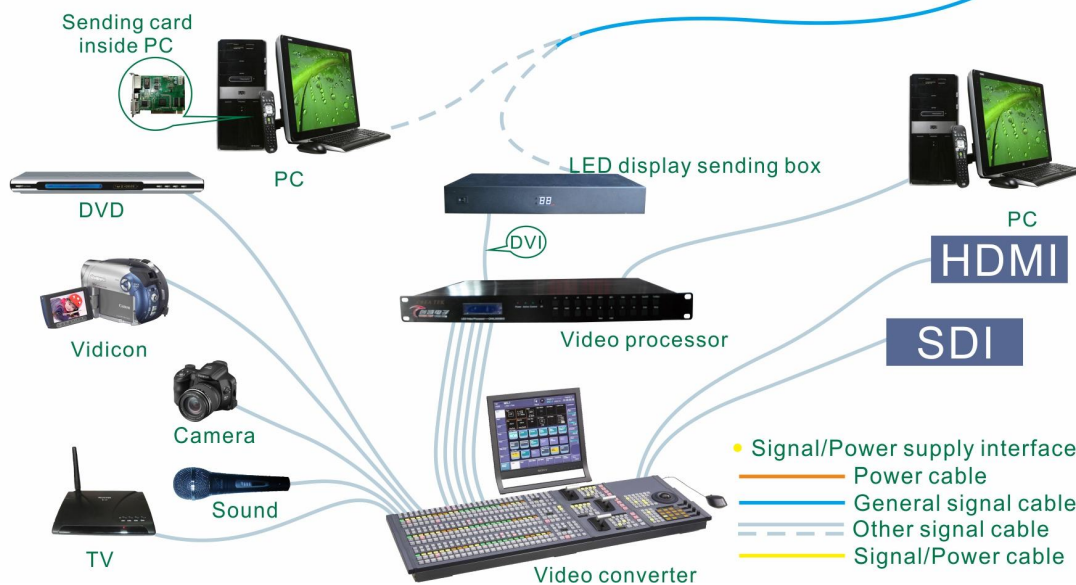 Sending card
inside PC
PC
LED display sending box
88
DVD
DVI
PC
HDMI
Vidicon
Video processor
SDI
Camera
Sound
TV
Video converter
Signal/Power supply interface
Power cable
General signal cable
Other signal cable
Signal/Power cable